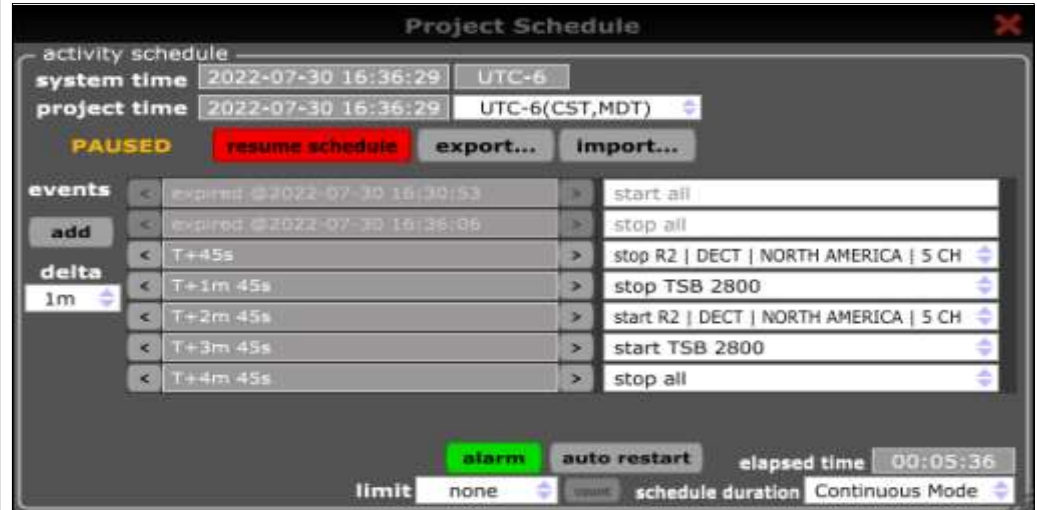 Project Schedule
activity schedule
system time 2022-07-30 16:36:29 UTC-6
project time 2022-07-30 16:36:29 UTC-6(CST,MDT)
PAUSED resume schedule export... import...
events < expired @2022-07-30 16:30:53 > start all
add < expired @2022-07-30 16:36:06 > stop all
< T+45s > stop R2 | DECT | NORTH AMERICA | 5 CH
delta
1m < T+1m 45s > stop TSB 2800
< T+2m 45s > start R2 | DECT | NORTH AMERICA | 5 CH
< T+3m 45s > start TSB 2800
< T+4m 45s > stop all
alarm auto restart elapsed time 00:05:36
limit none count schedule duration Continuous Mode